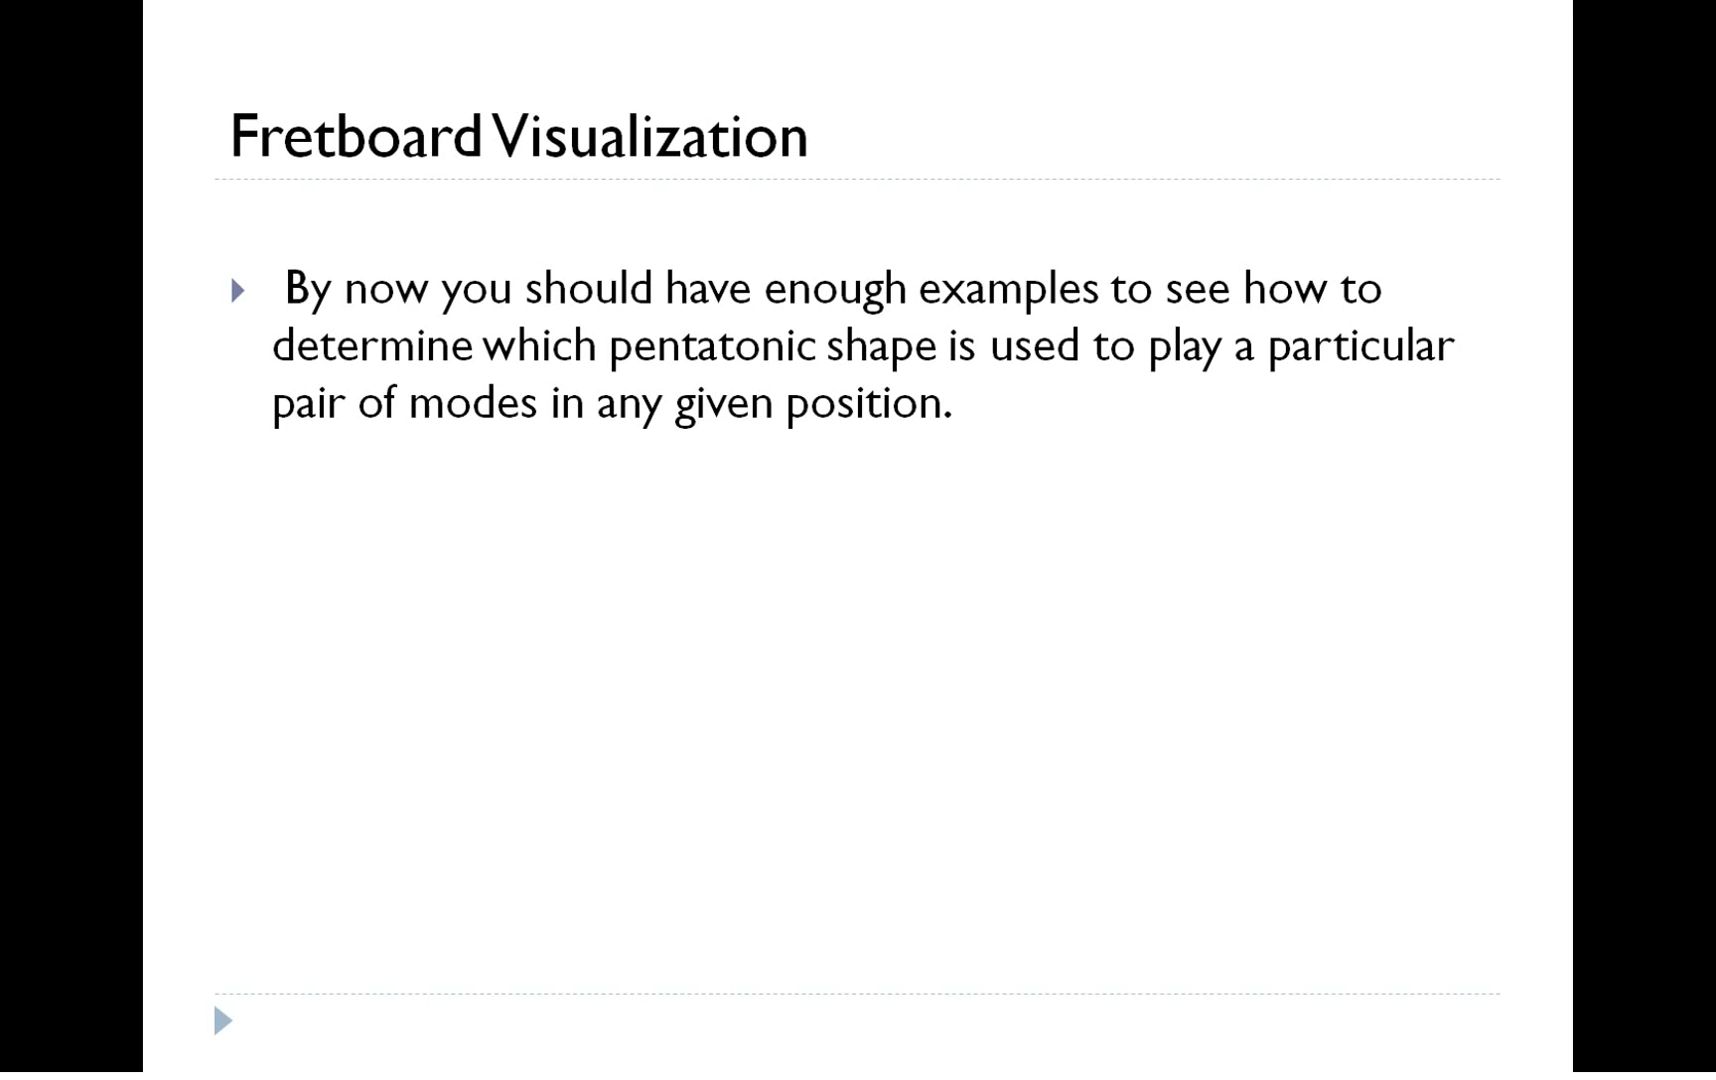 Fretboard Visualization
By now you should have enough examples to see how to
determine which pentatonic shape is used to play a particular
pair of modes in any given position.